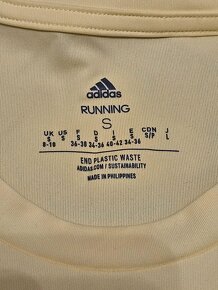 adidas
RUNNING
S
UK US F D I E CDN J
S S S S S S S/P L
8-10 36-38 34-36 40-42 34-36
END PLASTIC WASTE
ADIDAS.COM/SUSTAINABILITY
MADE IN PHILIPPINES